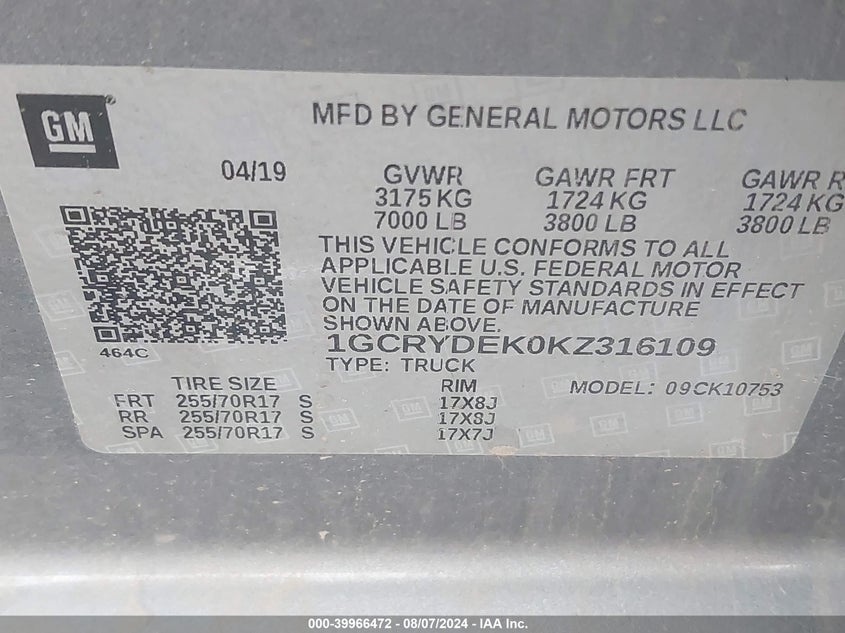 GM
MFD BY GENERAL MOTORS LLC
04/19 GVWR GAWR FRT GAWR R
3175 KG 1724 KG 1724 KG
7000 LB 3800 LB 3800 LB
THIS VEHICLE CONFORMS TO ALL
APPLICABLE U.S. FEDERAL MOTOR
VEHICLE SAFETY STANDARDS IN EFFECT
ON THE DATE OF MANUFACTURE
SHOWN ABOVE.
464C
1GCRYDEK0KZ316109
TYPE: TRUCK
TIRE SIZE RIM MODEL: 09CK10753
FRT 255/70R17 S 17X8J
RR 255/70R17 S 17X8J
SPA 255/70R17 S 17X7J
000-39966472 - 08/07/2024 - IAA Inc.